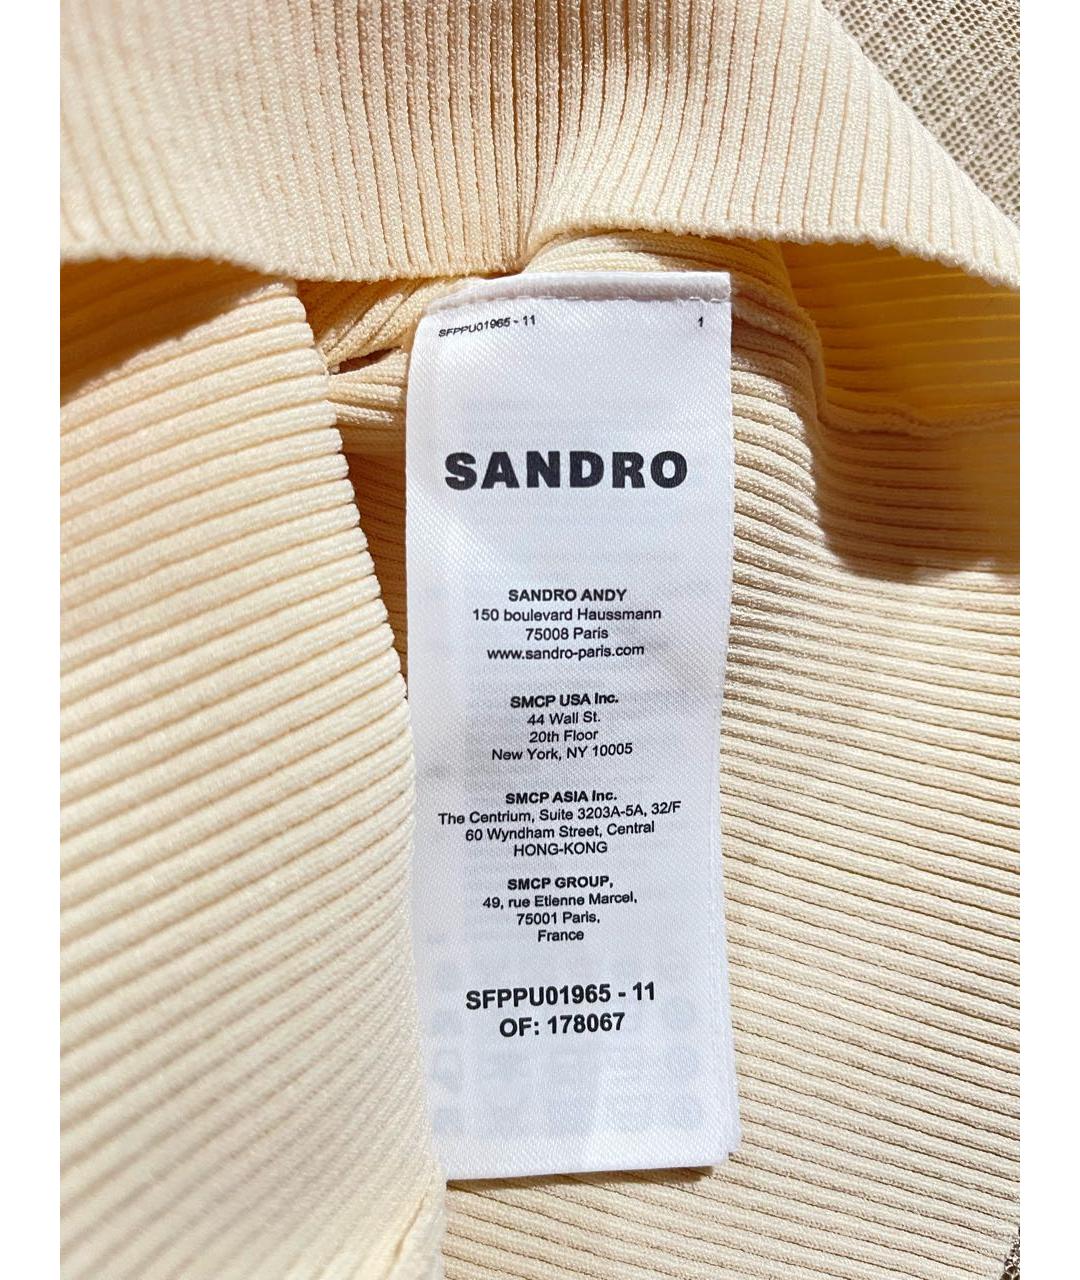 SFPPU01965 - 11 1
SANDRO
SANDRO ANDY
150 boulevard Haussmann
75008 Paris
www.sandro-paris.com
SMCP USA Inc.
44 Wall St.
20th Floor
New York, NY 10005
SMCP ASIA Inc.
The Centrium, Suite 3203A-5A, 32/F
60 Wyndham Street, Central
HONG-KONG
SMCP GROUP,
49, rue Etienne Marcel,
75001 Paris,
France
SFPPU01965 - 11
OF: 178067